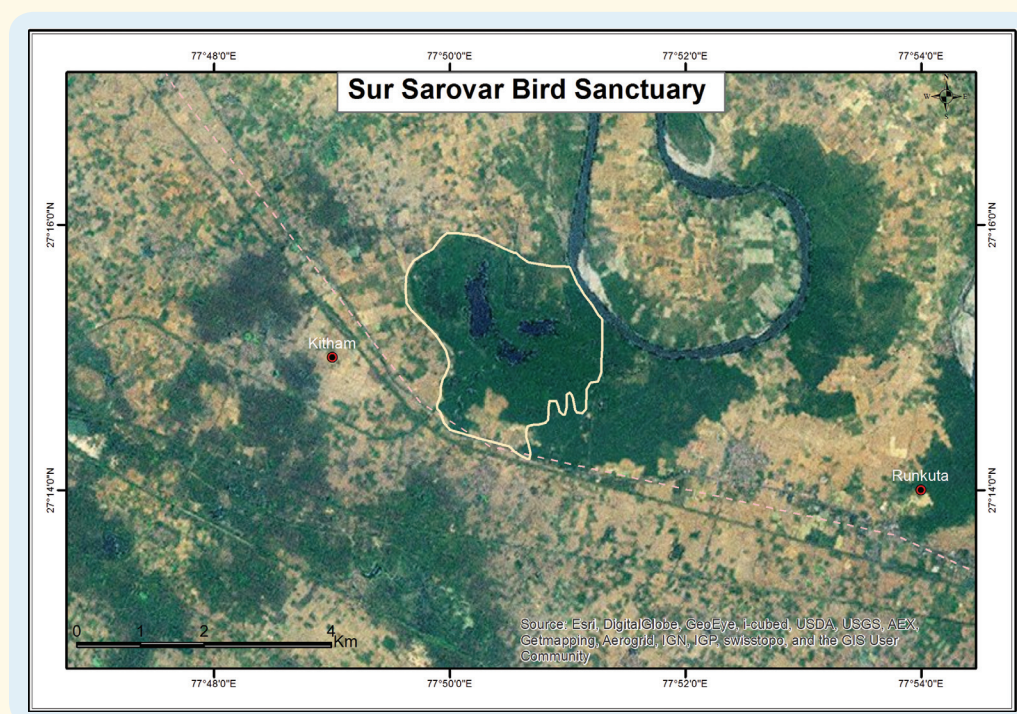 77°48'0"E 77°50'0"E 77°52'0"E 77°54'0"E
Sur Sarovar Bird Sanctuary
N
W E
S
27°16'0"N 27°16'0"N
Kitham
27°14'0"N 27°14'0"N
Runkuta
0 1 2 4
Km
Source: Esri, DigitalGlobe, GeoEye, i-cubed, USDA, USGS, AEX,
Getmapping, Aerogrid, IGN, IGP, swisstopo, and the GIS User
Community
77°48'0"E 77°50'0"E 77°52'0"E 77°54'0"E